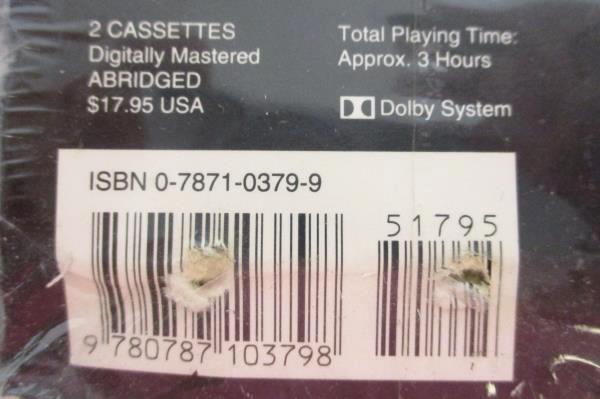 2 CASSETTES
Digitally Mastered
ABRIDGED
$17.95 USA
Total Playing Time:
Approx. 3 Hours
Dolby System
ISBN 0-7871-0379-9
51795
9 780787 103798